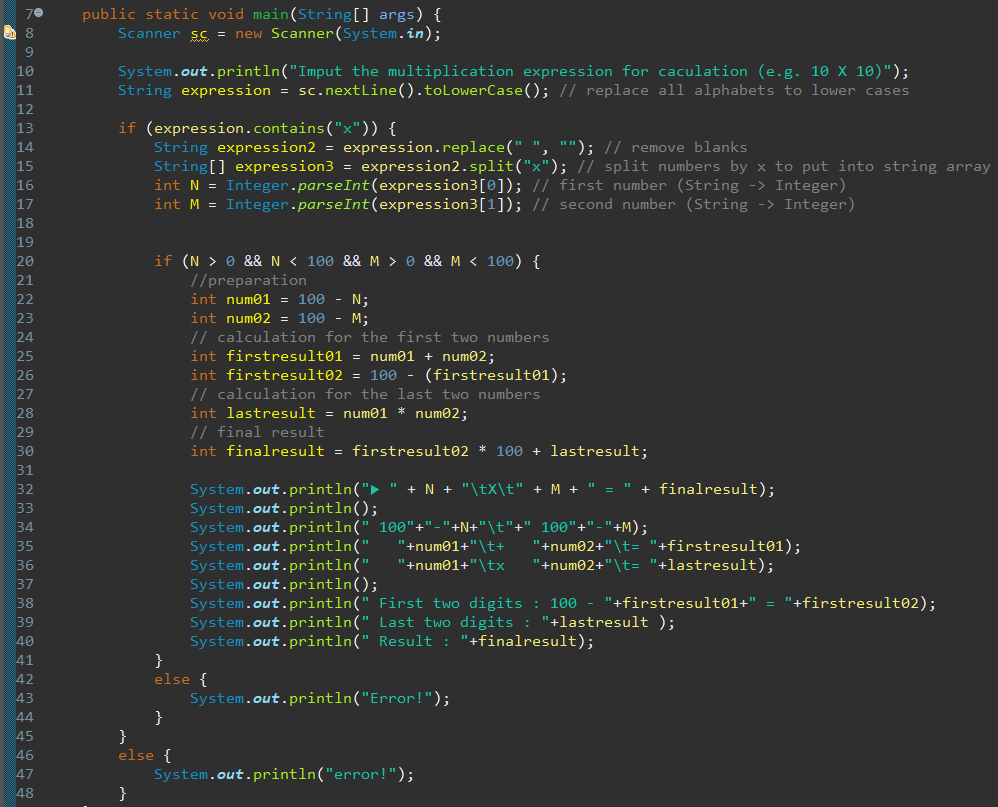 7 public static void main(String[] args) {
8 Scanner sc = new Scanner(System.in);
9
10 System.out.println("Imput the multiplication expression for caculation (e.g. 10 X 10)");
11 String expression = sc.nextLine().toLowerCase(); // replace all alphabets to lower cases
12
13 if (expression.contains("x")) {
14 String expression2 = expression.replace(" ", ""); // remove blanks
15 String[] expression3 = expression2.split("x"); // split numbers by x to put into string array
16 int N = Integer.parseInt(expression3[0]); // first number (String -> Integer)
17 int M = Integer.parseInt(expression3[1]); // second number (String -> Integer)
18
19
20 if (N > 0 && N < 100 && M > 0 && M < 100) {
21 //preparation
22 int num01 = 100 - N;
23 int num02 = 100 - M;
24 // calculation for the first two numbers
25 int firstresult01 = num01 + num02;
26 int firstresult02 = 100 - (firstresult01);
27 // calculation for the last two numbers
28 int lastresult = num01 * num02;
29 // final result
30 int finalresult = firstresult02 * 100 + lastresult;
31
32 System.out.println("▶ " + N + "\tX\t" + M + " = " + finalresult);
33 System.out.println();
34 System.out.println(" 100"+"-"+N+"\t"+" 100"+"-"+M);
35 System.out.println("   "+num01+"\t+   "+num02+"\t= "+firstresult01);
36 System.out.println("   "+num01+"\tx   "+num02+"\t= "+lastresult);
37 System.out.println();
38 System.out.println(" First two digits : 100 - "+firstresult01+" = "+firstresult02);
39 System.out.println(" Last two digits : "+lastresult );
40 System.out.println(" Result : "+finalresult);
41 }
42 else {
43 System.out.println("Error!");
44 }
45 }
46 else {
47 System.out.println("error!");
48 }